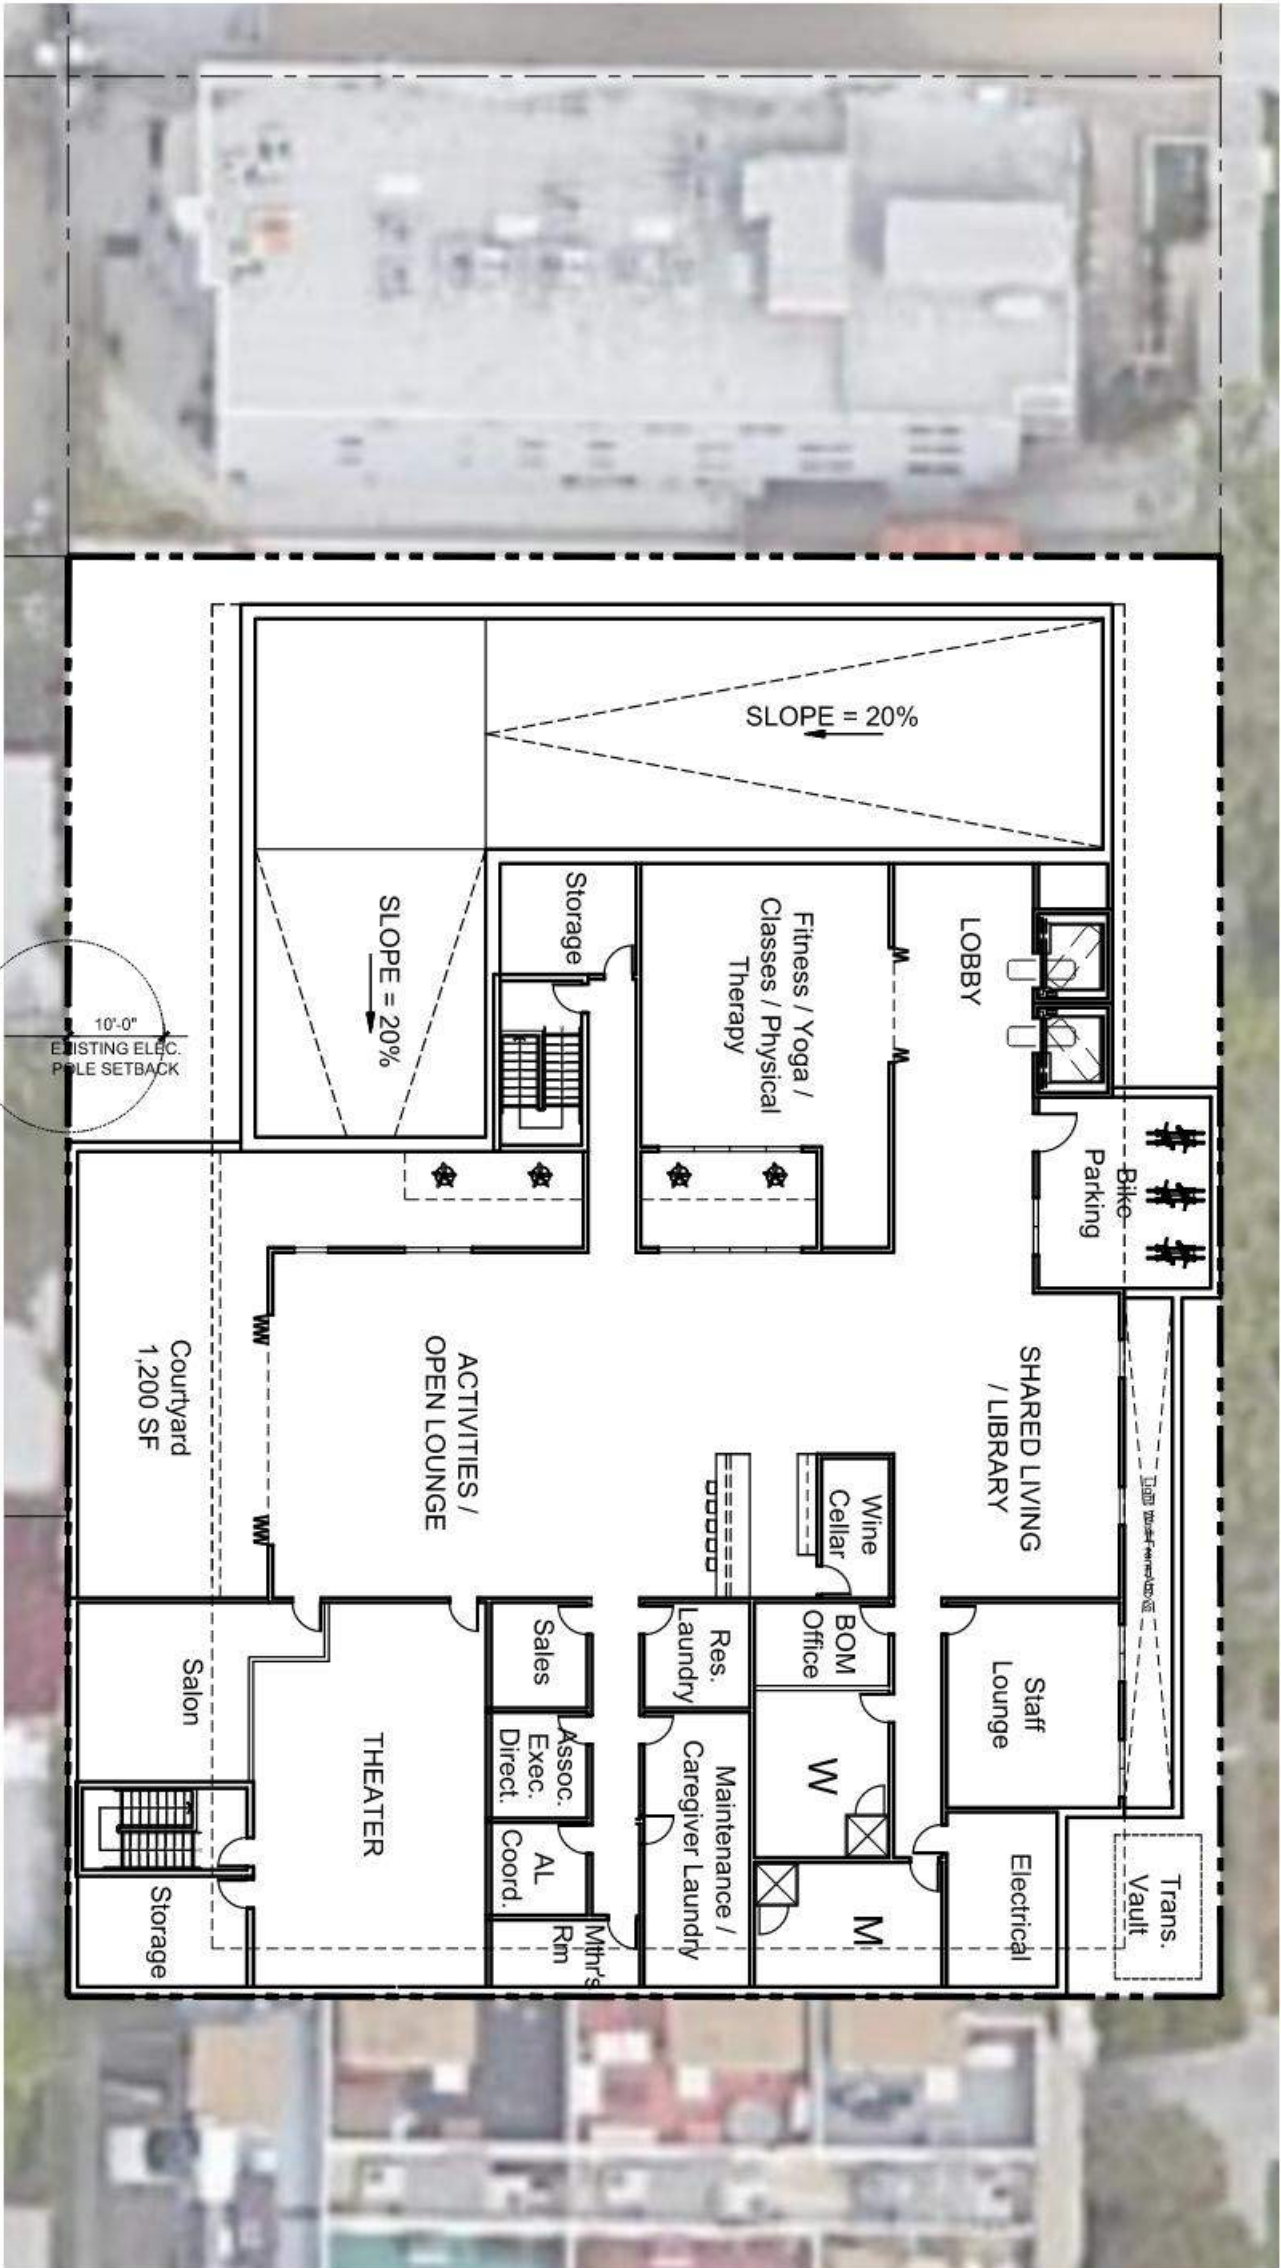 SLOPE = 20%
SLOPE = 20%
Storage
Fitness / Yoga /
Classes / Physical
Therapy
LOBBY
10'-0"
EXISTING ELEC.
POLE SETBACK
Bike
Parking
Courtyard
1,200 SF
ACTIVITIES /
OPEN LOUNGE
SHARED LIVING
/ LIBRARY
Wine
Cellar
Salon
THEATER
Sales
Res.
Laundry
BOM
Office
Staff
Lounge
Assoc.
Exec.
Direct.
Maintenance /
Caregiver Laundry
W
AL
Coord.
Storage
Mthr's
Rm
M
Electrical
Trans.
Vault